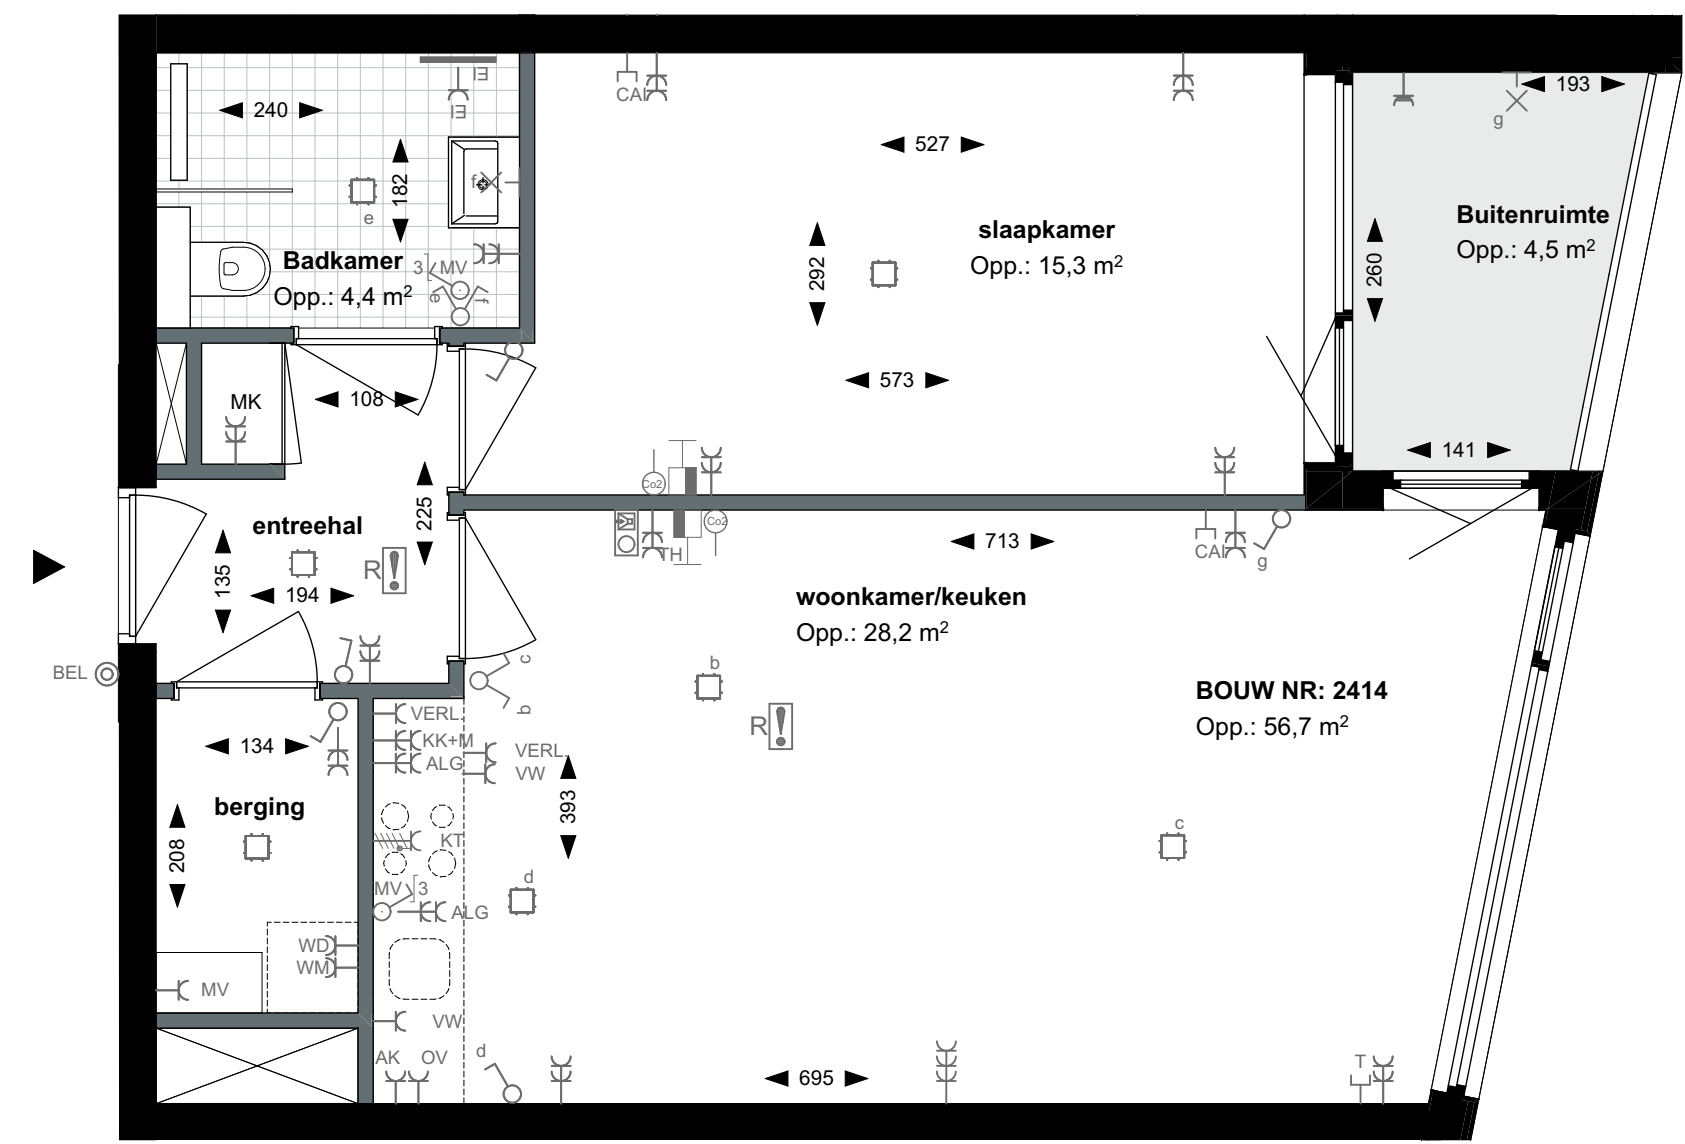 EI
EI
CAI
240
527
193
g
182
f
e
Badkamer
Opp.: 4,4 m²
3
MV
e
f
292
slaapkamer
Opp.: 15,3 m²
260
Buitenruimte
Opp.: 4,5 m²
573
MK
108
141
Co2
225
entreehal
135
194
R
TH
Co2
713
CAI
g
woonkamer/keuken
Opp.: 28,2 m²
BEL
c
b
b
R
BOUW NR: 2414
Opp.: 56,7 m²
134
VERL.
KK+M
ALG
VERL.
VW
393
berging
208
KT
c
MV
3
d
ALG
WD
WM
MV
VW
AK
OV
d
695
T